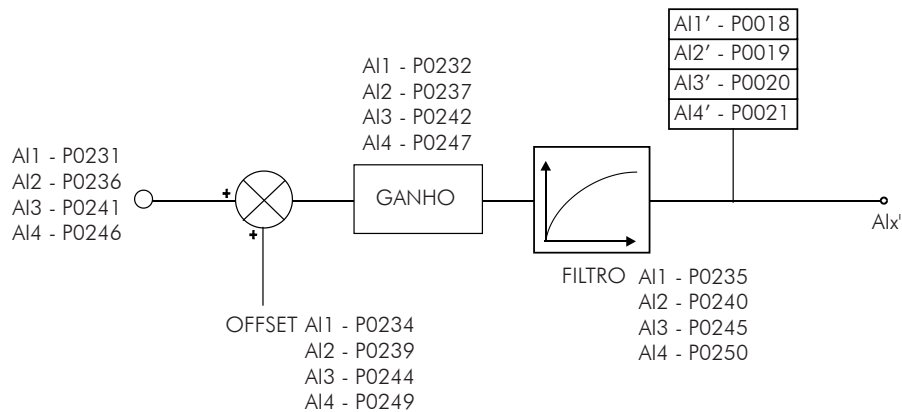 AI1 - P0231
AI2 - P0236
AI3 - P0241
AI4 - P0246
+
+
OFFSET
AI1 - P0234
AI2 - P0239
AI3 - P0244
AI4 - P0249
AI1 - P0232
AI2 - P0237
AI3 - P0242
AI4 - P0247
GANHO
FILTRO
AI1 - P0235
AI2 - P0240
AI3 - P0245
AI4 - P0250
AI1’ - P0018
AI2’ - P0019
AI3’ - P0020
AI4’ - P0021
AIx'